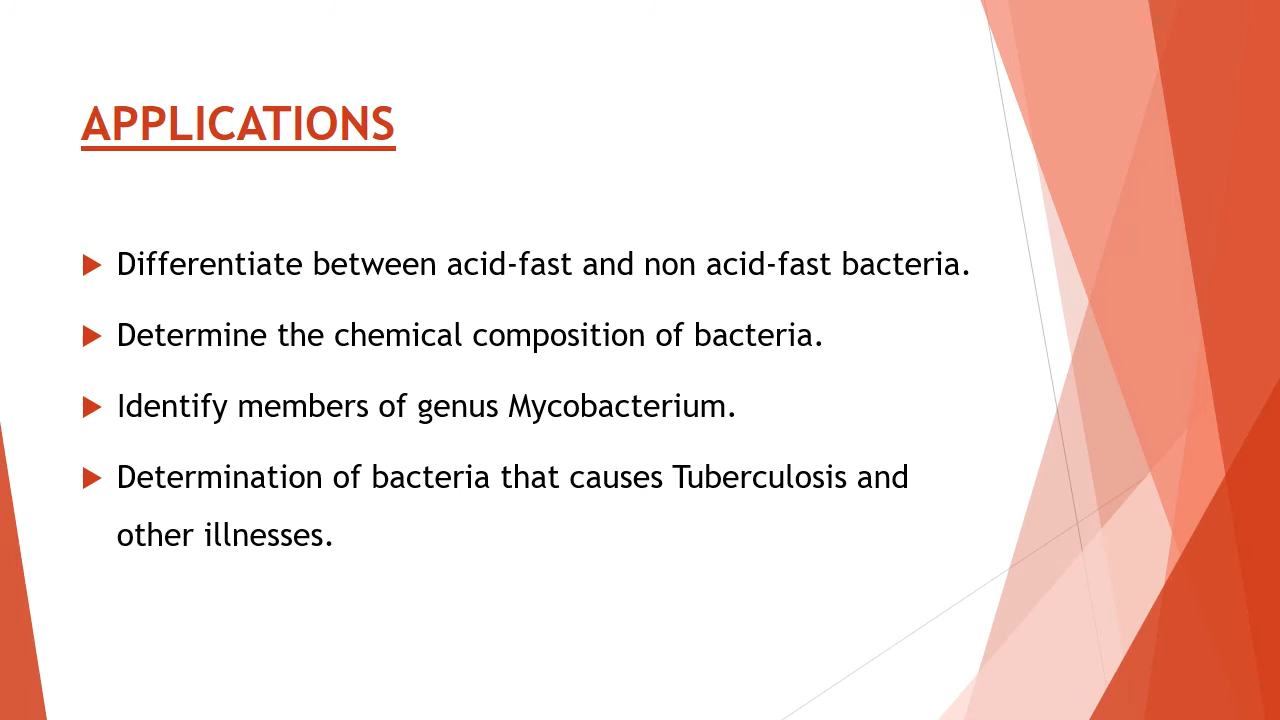 APPLICATIONS
Differentiate between acid-fast and non acid-fast bacteria.
Determine the chemical composition of bacteria.
Identify members of genus Mycobacterium.
Determination of bacteria that causes Tuberculosis and
other illnesses.